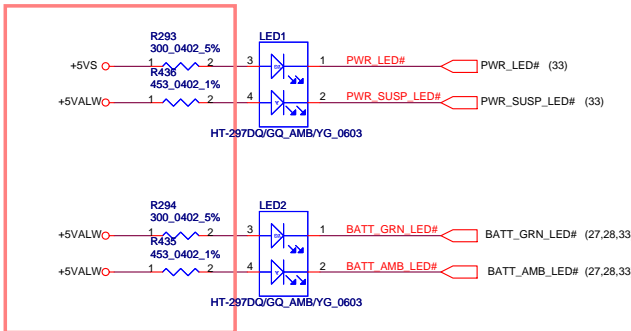 R293
300_0402_5%
LED1
+5VS
1
2
3
1
PWR_LED#
PWR_LED# (33)
R436
453_0402_1%
+5VALW
1
2
4
2
PWR_SUSP_LED#
PWR_SUSP_LED# (33)
HT-297DQ/GQ_AMB/YG_0603
R294
300_0402_5%
LED2
+5VALW
1
2
3
1
BATT_GRN_LED#
BATT_GRN_LED# (27,28,33
R435
453_0402_1%
+5VALW
1
2
4
2
BATT_AMB_LED#
BATT_AMB_LED# (27,28,33
HT-297DQ/GQ_AMB/YG_0603